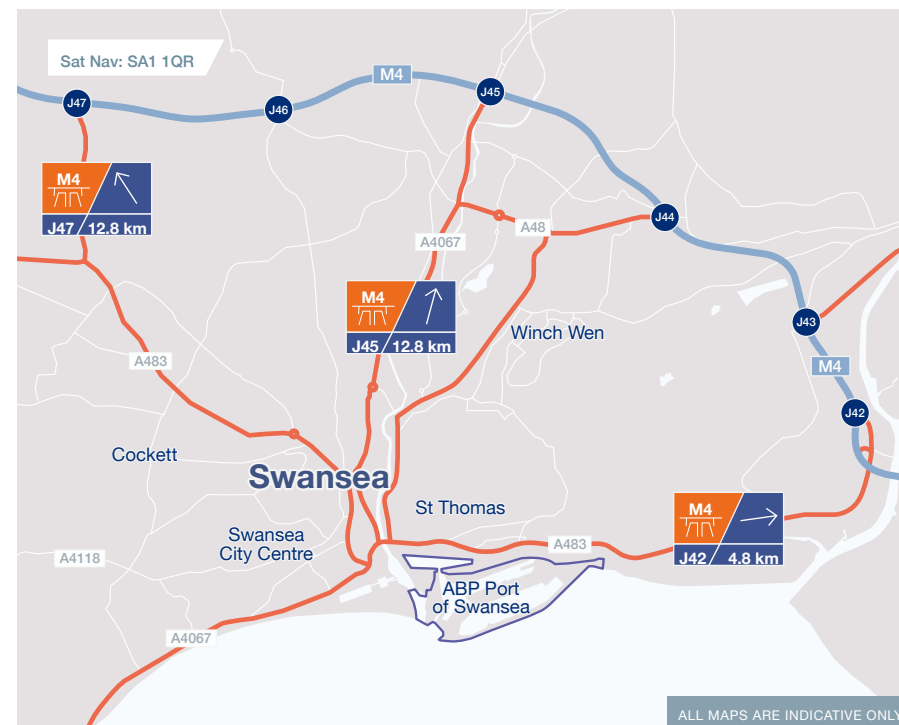 Sat Nav: SA1 1QR
M4
J45
J47
J46
M4
J47 12.8 km
J44
A48
A4067
M4
J45 12.8 km
J43
Winch Wen
A483
M4
J42
Cockett
Swansea
St Thomas
M4
J42 4.8 km
Swansea
City Centre
A483
A4118
ABP Port
of Swansea
A4067
ALL MAPS ARE INDICATIVE ONLY